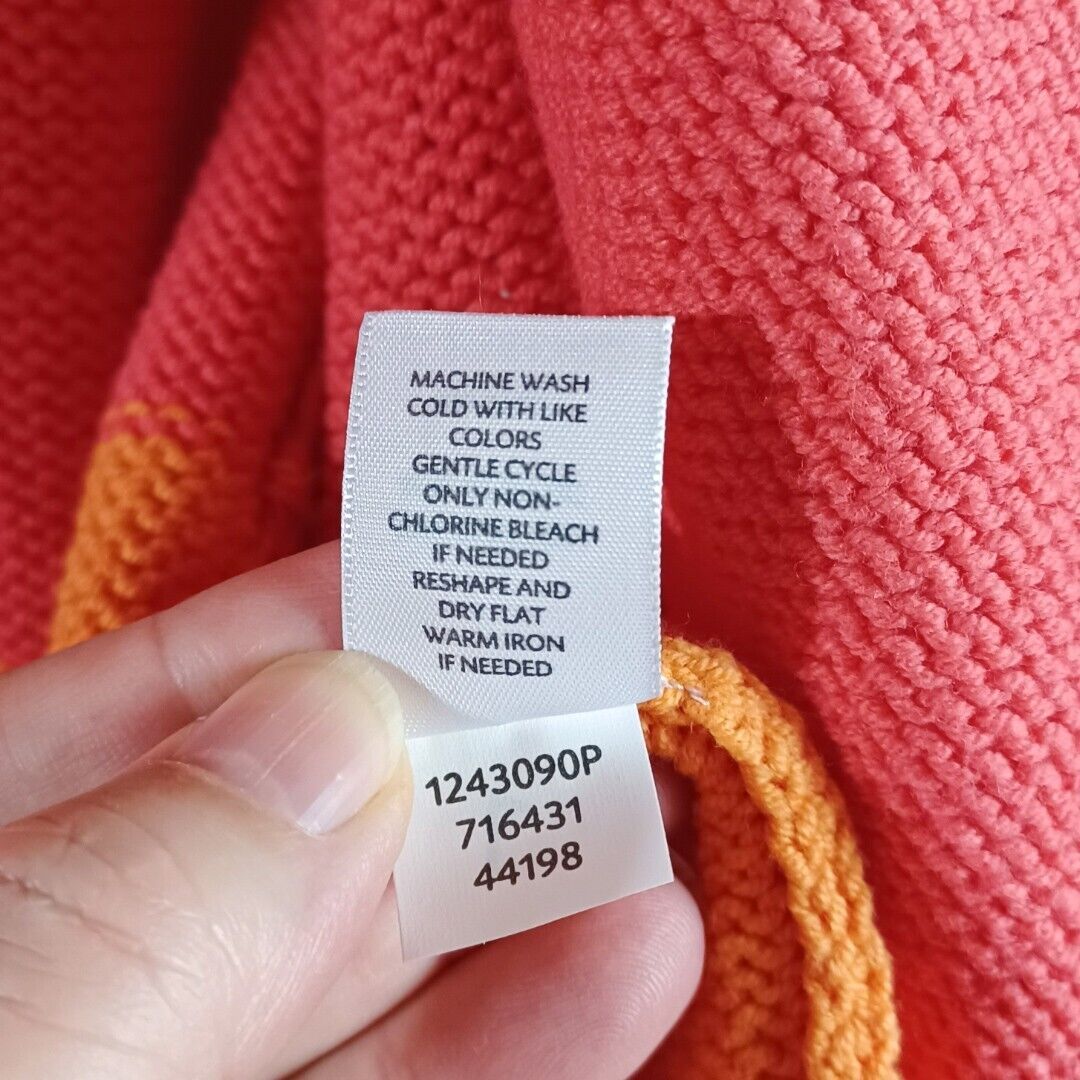 MACHINE WASH
COLD WITH LIKE
COLORS
GENTLE CYCLE
ONLY NON-
CHLORINE BLEACH
IF NEEDED
RESHAPE AND
DRY FLAT
WARM IRON
IF NEEDED
1243090P
716431
44198